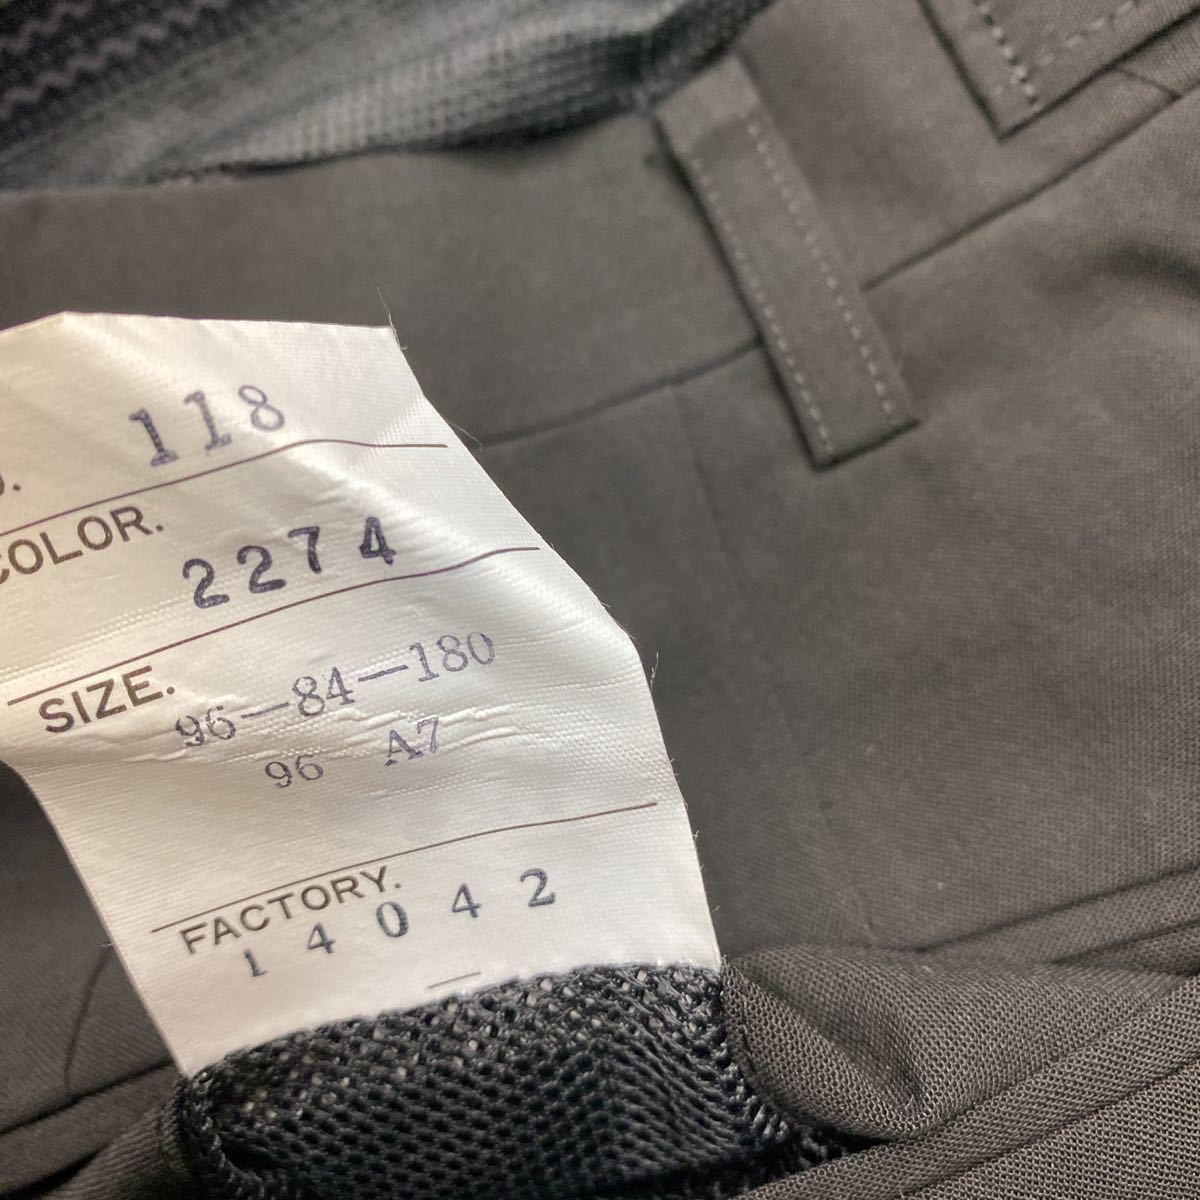 118
COLOR.
2274
SIZE.
96-84-180
96 A7
FACTORY.
14042